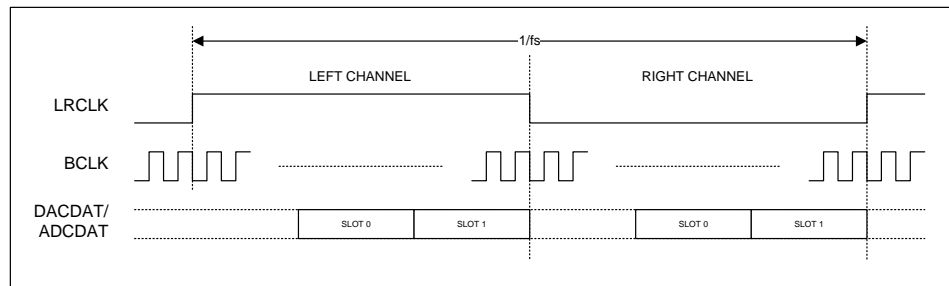 1/fs
LEFT CHANNEL RIGHT CHANNEL
LRCLK
BCLK
DACDAT/
ADCDAT
SLOT 0 SLOT 1 SLOT 0 SLOT 1